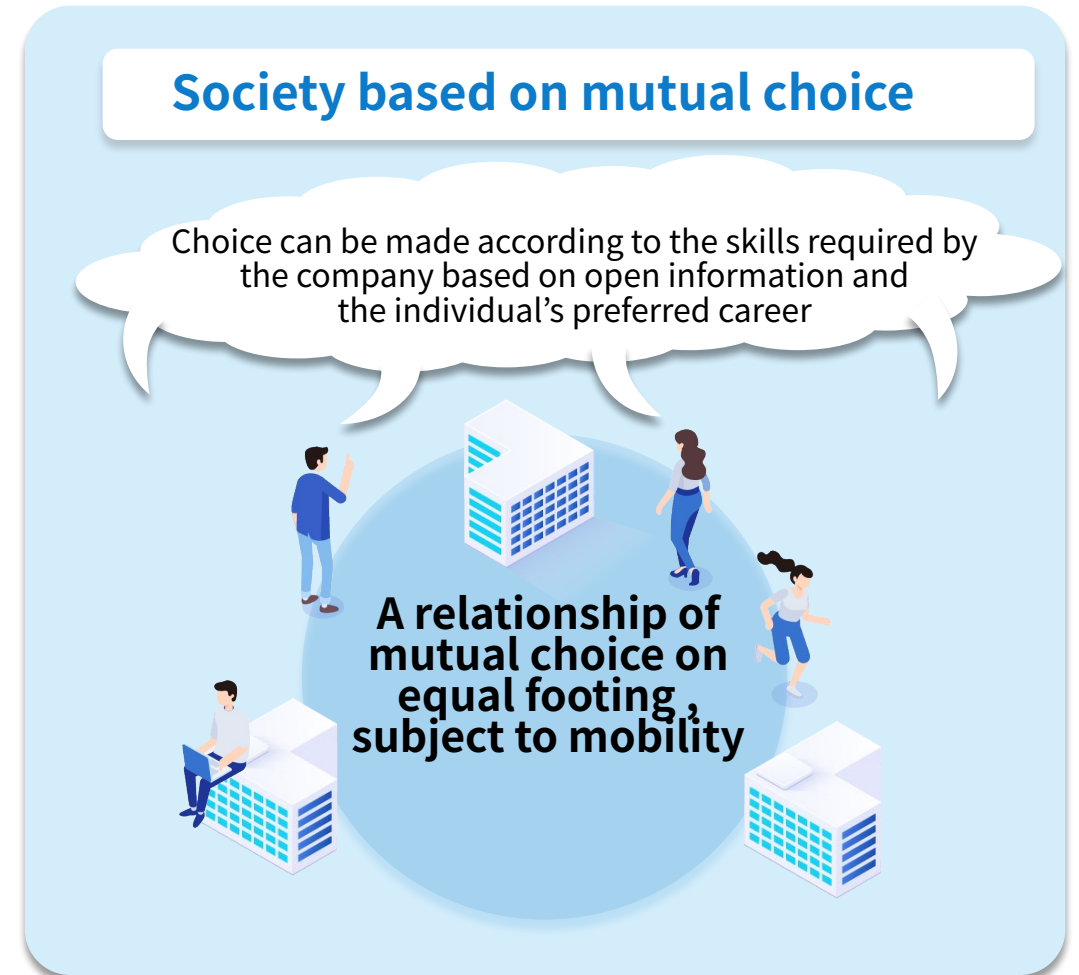 Society based on mutual choice
Choice can be made according to the skills required by
the company based on open information and
the individual’s preferred career
A relationship of
mutual choice on
equal footing ,
subject to mobility